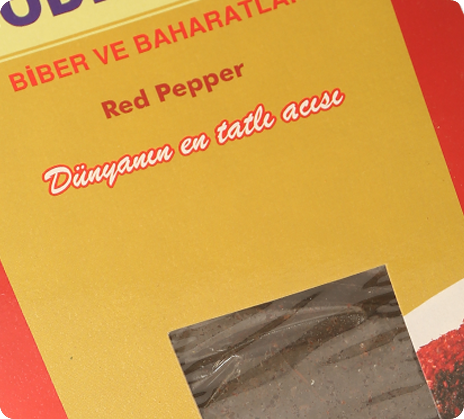 BİBER VE BAHARATLA
Red Pepper
Dünyanın en tatlı acısı